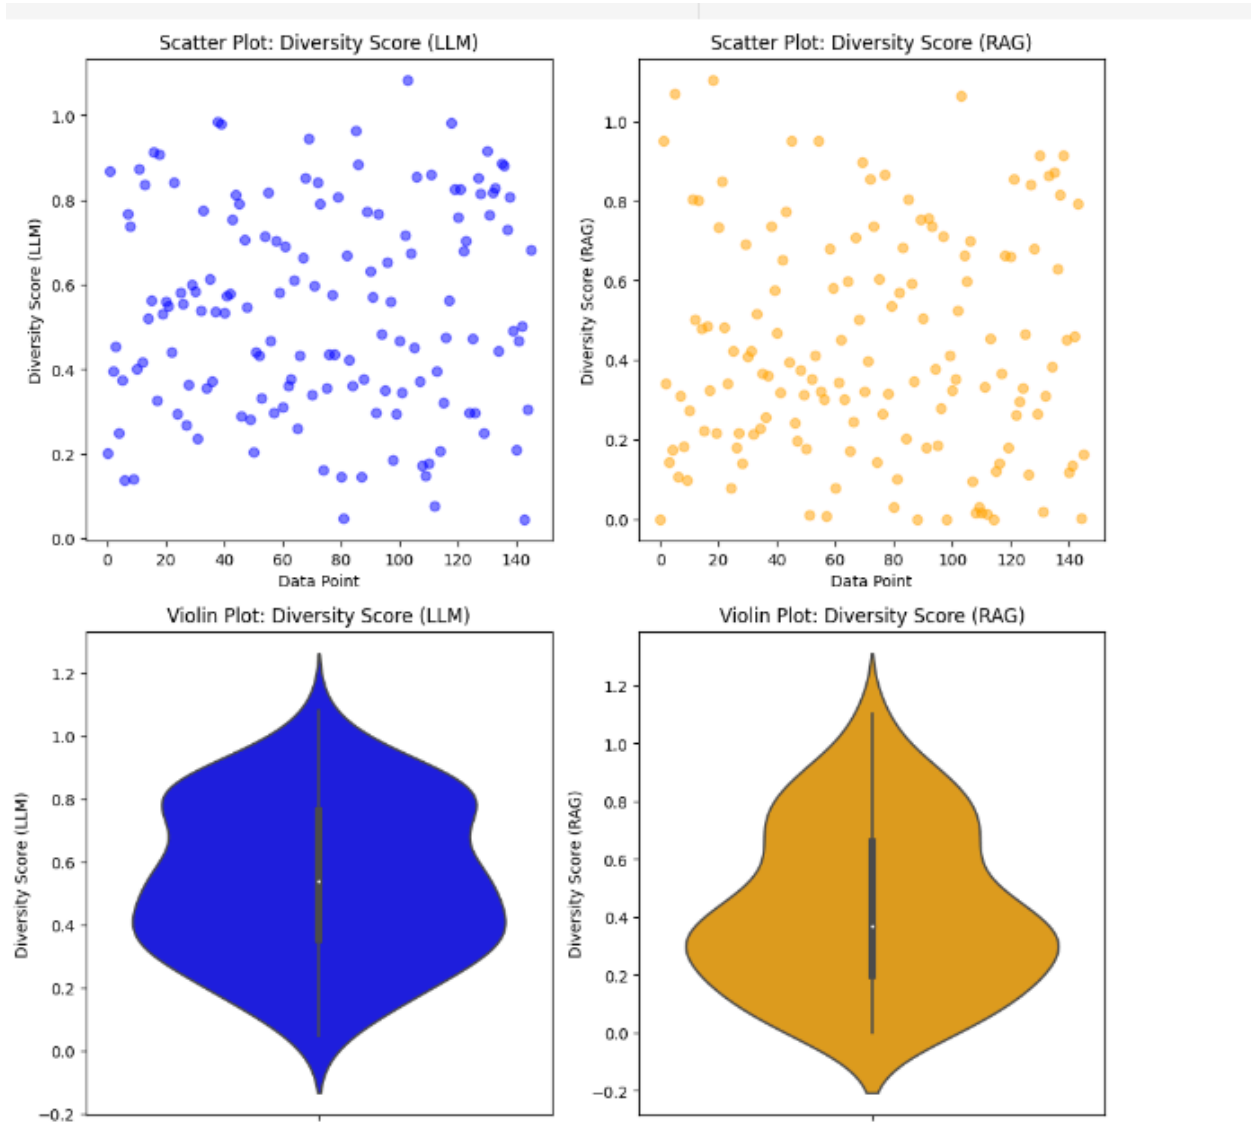 Scatter Plot: Diversity Score (LLM)
Diversity Score (LLM)
1.0
0.8
0.6
0.4
0.2
0.0
0 20 40 60 80 100 120 140
Data Point
Scatter Plot: Diversity Score (RAG)
Diversity Score (RAG)
1.0
0.8
0.6
0.4
0.2
0.0
0 20 40 60 80 100 120 140
Data Point
Violin Plot: Diversity Score (LLM)
Diversity Score (LLM)
1.2
1.0
0.8
0.6
0.4
0.2
0.0
−0.2
Violin Plot: Diversity Score (RAG)
Diversity Score (RAG)
1.2
1.0
0.8
0.6
0.4
0.2
0.0
−0.2